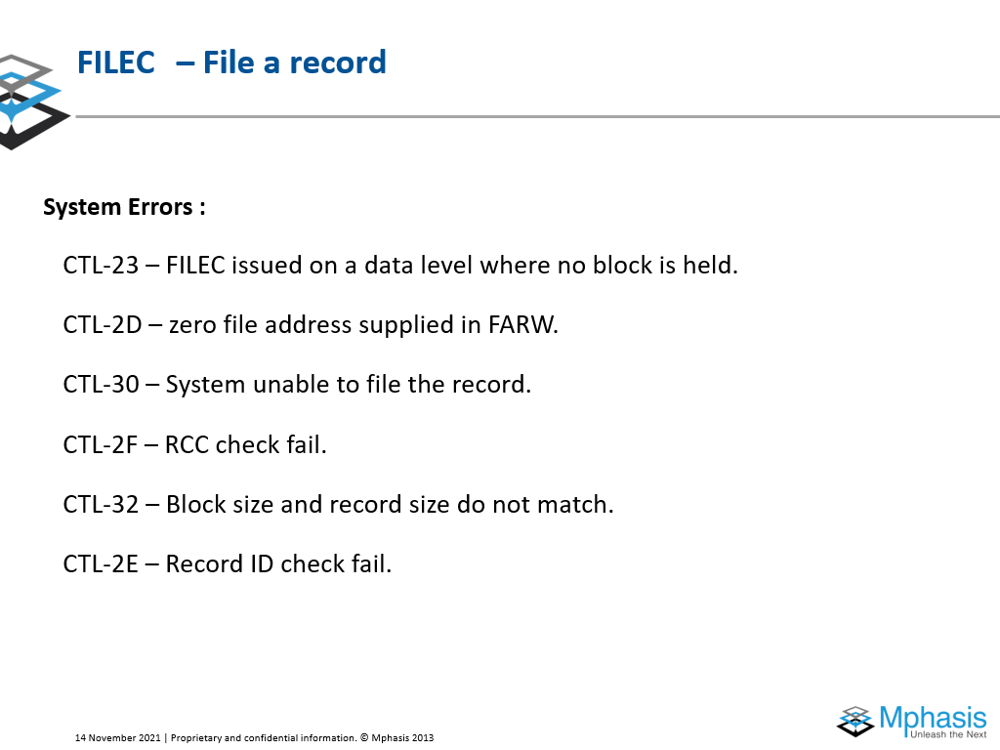 FILEC – File a record
System Errors :
CTL-23 – FILEC issued on a data level where no block is held.
CTL-2D – zero file address supplied in FARW.
CTL-30 – System unable to file the record.
CTL-2F – RCC check fail.
CTL-32 – Block size and record size do not match.
CTL-2E – Record ID check fail.
14 November 2021 | Proprietary and confidential information. © Mphasis 2013
Mphasis
Unleash the Next